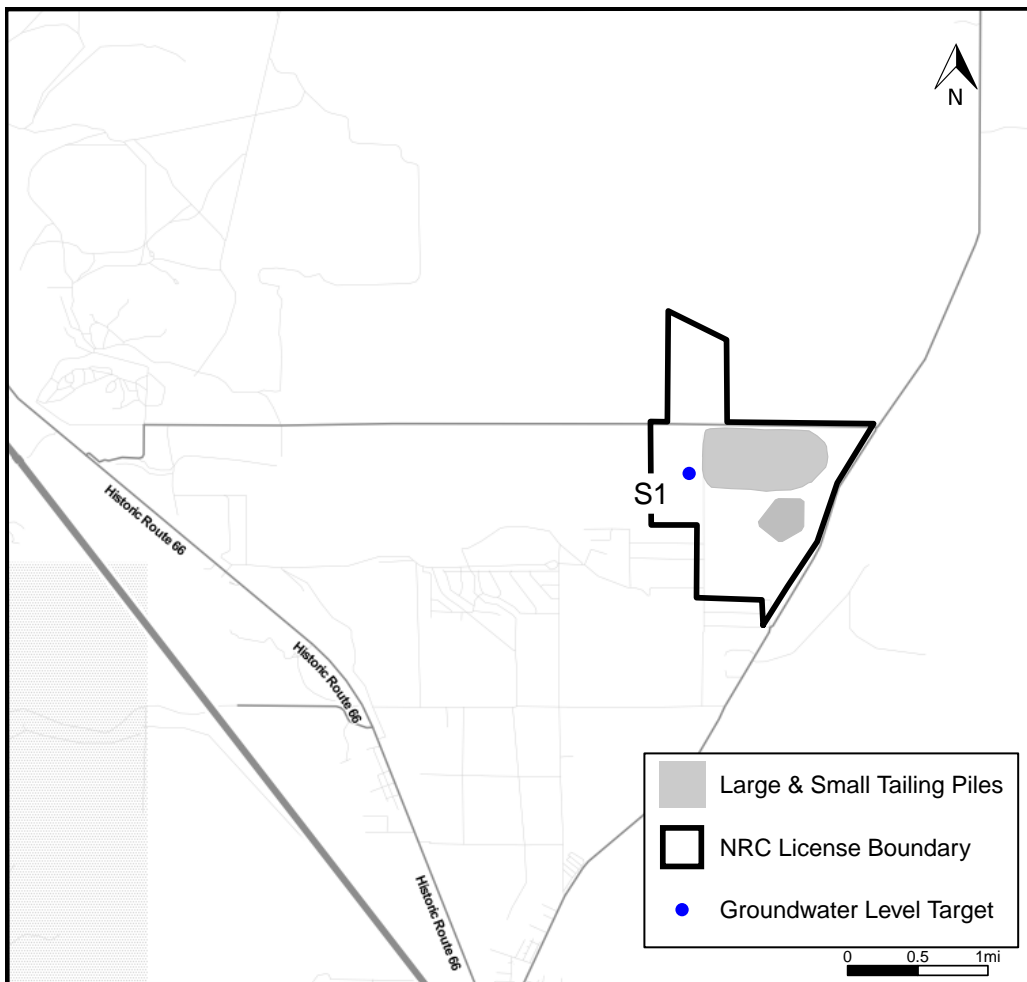 N
S1
Historic Route 66
Historic Route 66
Historic Route 66
Large & Small Tailing Piles
NRC License Boundary
Groundwater Level Target
0 0.5 1mi